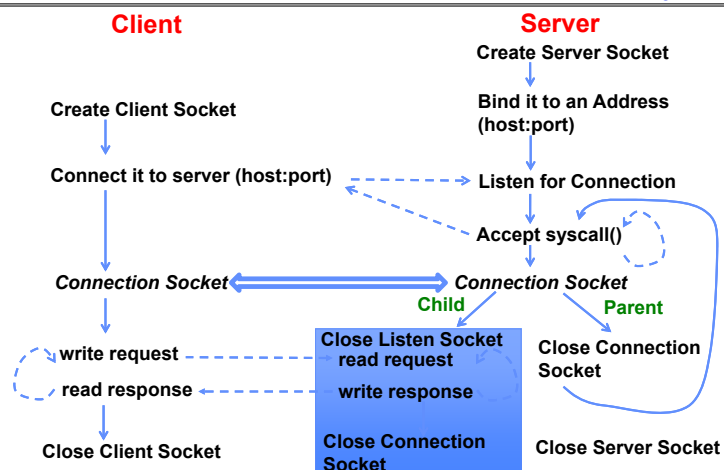 Client
Server
Create Server Socket
Create Client Socket
Bind it to an Address
(host:port)
Connect it to server (host:port)
Listen for Connection
Accept syscall()
Connection Socket
Connection Socket
Child
Parent
Close Listen Socket
write request
read request
Close Connection
Socket
read response
write response
Close Client Socket
Close Connection
Socket
Close Server Socket